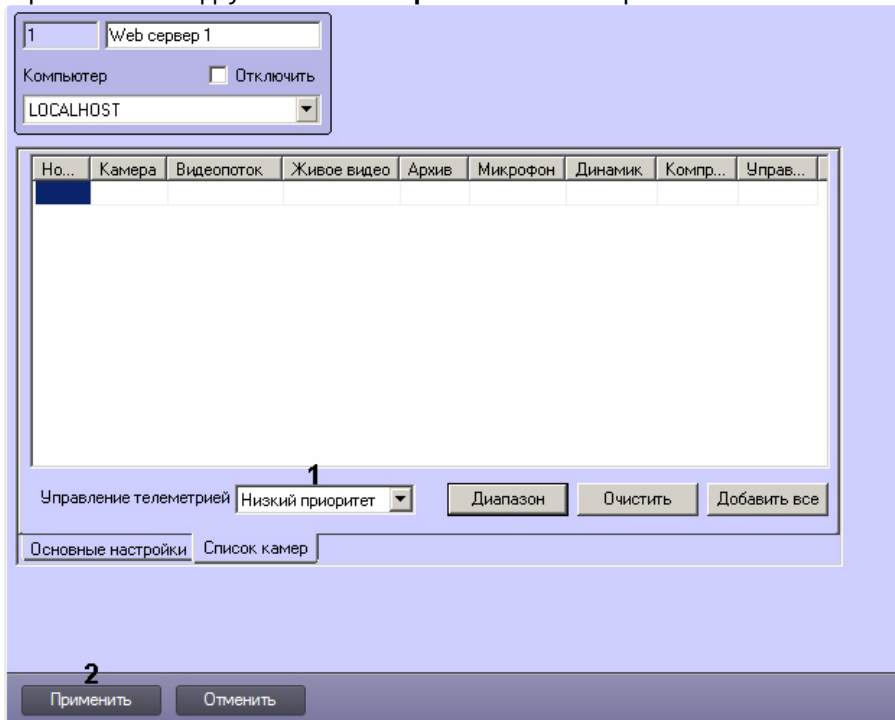 1 Web сервер 1
Компьютер Отключить
LOCALHOST
Но... Камера Видеопоток Живое видео Архив Микрофон Динамик Компр... Управ...
1
Управление телеметрией Низкий приоритет Диапазон Очистить Добавить все
Основные настройки Список камер
2
Применить Отменить